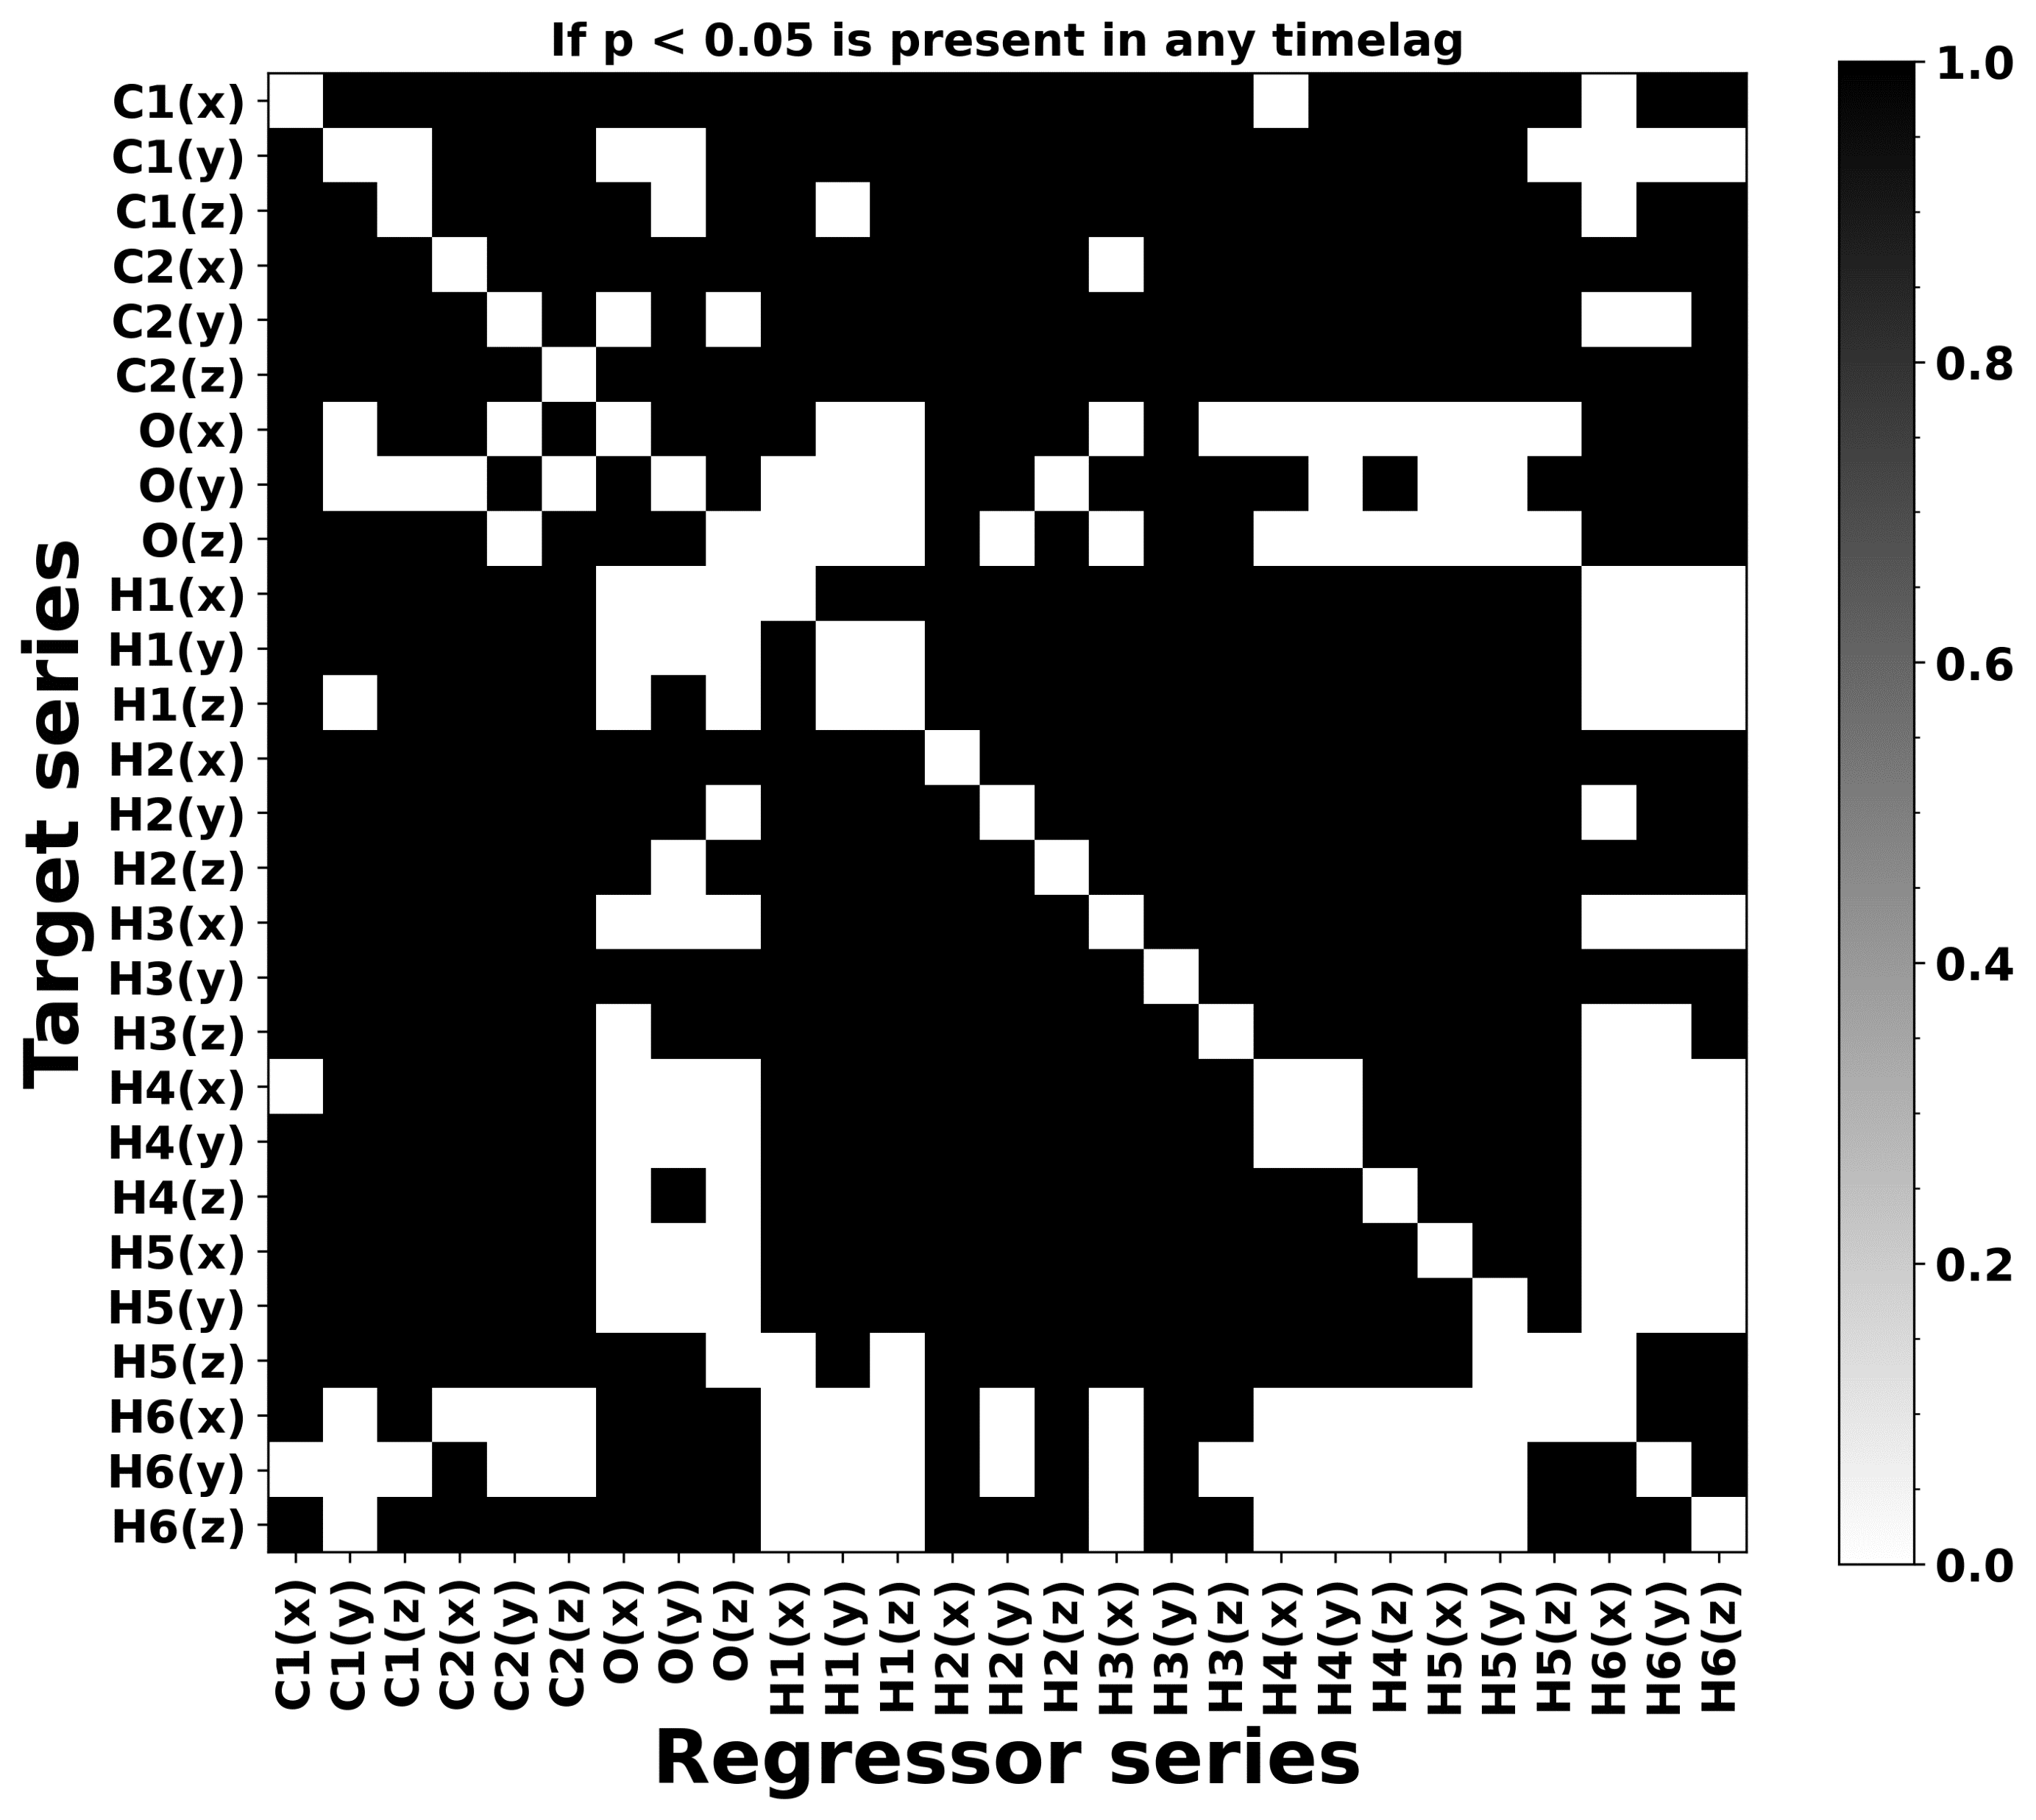 If p < 0.05 is present in any timelag
Target series
C1(x)
C1(y)
C1(z)
C2(x)
C2(y)
C2(z)
O(x)
O(y)
O(z)
H1(x)
H1(y)
H1(z)
H2(x)
H2(y)
H2(z)
H3(x)
H3(y)
H3(z)
H4(x)
H4(y)
H4(z)
H5(x)
H5(y)
H5(z)
H6(x)
H6(y)
H6(z)
C1(x)
C1(y)
C1(z)
C2(x)
C2(y)
C2(z)
O(x)
O(y)
O(z)
H1(x)
H1(y)
H1(z)
H2(x)
H2(y)
H2(z)
H3(x)
H3(y)
H3(z)
H4(x)
H4(y)
H4(z)
H5(x)
H5(y)
H5(z)
H6(x)
H6(y)
H6(z)
Regressor series
1.0
0.8
0.6
0.4
0.2
0.0